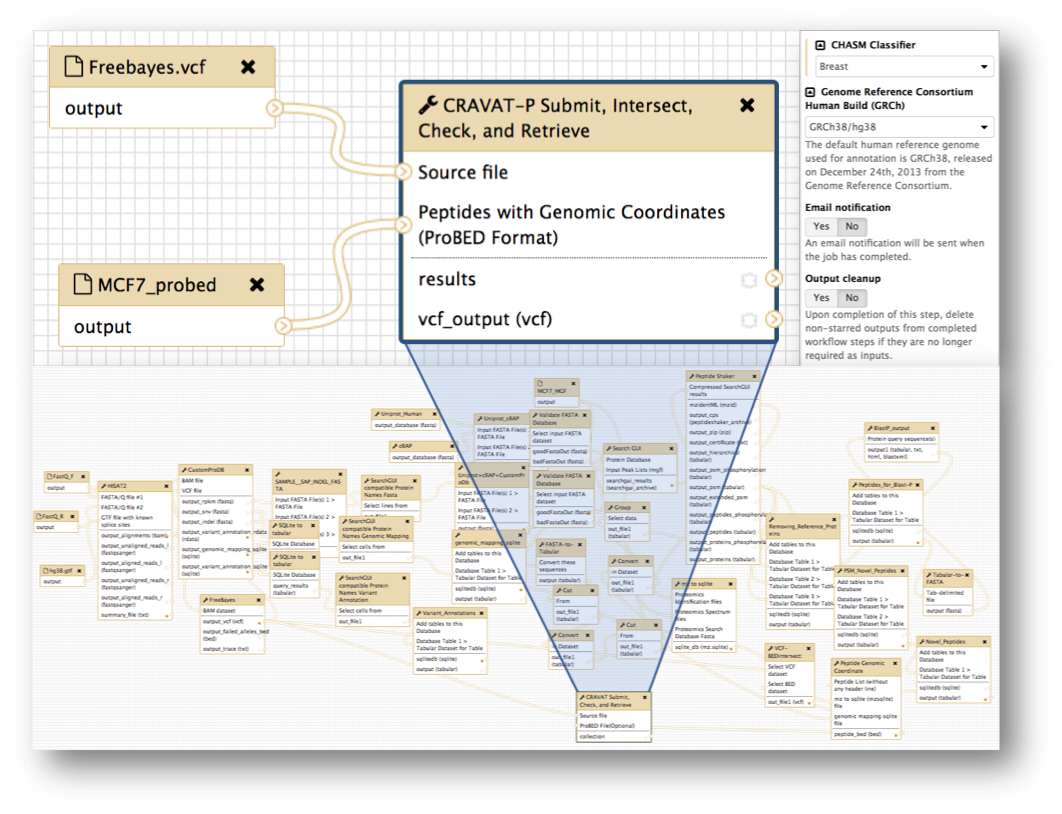 Freebayes.vcf
output
MCF7_probed
output
CRAVAT-P Submit, Intersect,
Check, and Retrieve
Source file
Peptides with Genomic Coordinates
(ProBED Format)
results
vcf_output (vcf)
CHASM Classifier
Breast
Genome Reference Consortium
Human Build (GRCh)
GRCh38/hg38
The default human reference genome
used for annotation is GRCh38, released
on December 24th, 2013 from the
Genome Reference Consortium.
Email notification
Yes No
An email notification will be sent when
the job has completed.
Output cleanup
Yes No
Upon completion of this step, delete
non-starred outputs from completed
workflow steps if they are no longer
required as inputs.
FastQ_F
output
FastQ_R
output
hg38.gtf
output
HISAT2
FASTA/Q file #1
FASTA/Q file #2
GTF file with known
splice sites
output_alignments (bam)
output_unaligned_reads_l
(fastqsanger)
output_aligned_reads_l
(fastqsanger)
output_unaligned_reads_r
(fastqsanger)
output_aligned_reads_r
(fastqsanger)
summary_file (txt)
CustomProDB
BAM file
VCF file
output_rpkm (fasta)
output_snv (fasta)
output_indel (fasta)
output_variant_annotation_rdata
(rdata)
output_genomic_mapping_sqlite
(sqlite)
output_variant_annotation_sqlite
(sqlite)
FreeBayes
BAM dataset
output_vcf (vcf)
output_failed_alleles_bed
(bed)
output_trace (txt)
SAMPLE_SAP_INDEL_FAS
TA
Input FASTA File(s) 1 >
FASTA File
Input FASTA File(s) 2 >
SQLite to
tabular
SQLite Database
SQLite to
tabular
SQLite Database
query_results
(tabular)
Uniprot_Human
output_database (fasta)
cRAP
output_database (fasta)
SearchGUI
compatible Protein
Names Fasta
Select lines from
SearchGUI
compatible Protein
Names Genomic Mapping
Select cells from
out_file1
SearchGUI
compatible Protein
Names Variant
Annotation
Select cells from
out_file1
Variant_Annotations
Add tables to this
Database
Database Table 1 >
Tabular Dataset for Table
sqlitedb (sqlite)
output (tabular)
Uniprot_cRAP
Input FASTA File(s)
FASTA File
Input FASTA File(s)
FASTA File
Uniprot+cRAP+CustomPr
oDb
Input FASTA File(s) 1 >
FASTA File
Input FASTA File(s) 2 >
FASTA File
genomic_mapping_sqlite
Add tables to this
Database
Database Table 1 >
Tabular Dataset for Table
sqlitedb (sqlite)
output (tabular)
MCF7_MGF
output
Validate FASTA
Database
Select input FASTA
dataset
goodFastaOut (fasta)
badFastaOut (fasta)
Validate FASTA
Database
Select input FASTA
dataset
goodFastaOut (fasta)
badFastaOut (fasta)
FASTA-to-
Tabular
Convert these
sequences
output (tabular)
Cut
From
out_file1
(tabular)
Convert
in Dataset
out_file1
(tabular)
Search GUI
Protein Database
Input Peak Lists (mgf)
searchgui_results
(searchgui_archive)
Group
Select data
out_file1
(tabular)
Convert
in Dataset
out_file1
(tabular)
Cut
From
out_file1
(tabular)
Peptide Shaker
Compressed SearchGUI
results
mzidentML (mzid)
output_cps
(peptideshaker_archive)
output_zip (zip)
output_certificate (txt)
output_hierarchical
(tabular)
output_psm_phosphorylation
(tabular)
output_psm (tabular)
output_extended_psm
(tabular)
output_peptides_phosphorylation
(tabular)
output_peptides (tabular)
output_proteins_phosphorylation
(tabular)
output_proteins (tabular)
mz to sqlite
Proteomics
Identification files
Proteomics Spectrum
files
Proteomics Search
Database Fasta
sqlite_db (mz.sqlite)
CRAVAT Submit,
Check, and Retrieve
Source file
ProBED File(Optional)
collection
Removing_Reference_Prot
eins
Add tables to this
Database
Database Table 1 >
Tabular Dataset for Table
Database Table 2 >
Tabular Dataset for Table
Database Table 3 >
Tabular Dataset for Table
sqlitedb (sqlite)
output (tabular)
VCF-
BEDintersect:
Select VCF
dataset
Select BED
dataset
out_file1 (vcf)
BlastP_output
Protein query sequence(s)
output1 (tabular, txt,
html, blastxml)
Peptides_for_Blast-P
Add tables to this
Database
Database Table 1 >
Tabular Dataset for Table
sqlitedb (sqlite)
output (tabular)
PSM_Novel_Peptides
Add tables to this
Database
Database Table 1 >
Tabular Dataset for Table
Database Table 2 >
Tabular Dataset for Table
sqlitedb (sqlite)
output (tabular)
Peptide Genomic
Coordinate
Peptide List (without
any header line)
mz to sqlite (mzsqlite)
file
genomic mapping sqlite
file
peptide_bed (bed)
Tabular-to-
FASTA
Tab-delimited
file
output (fasta)
Novel_Peptides
Add tables to this
Database
Database Table 1 >
Tabular Dataset for Table
sqlitedb (sqlite)
output (tabular)